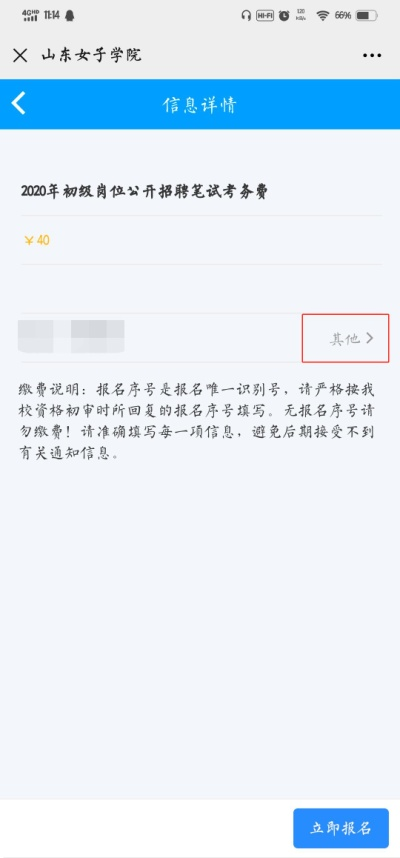 4GHD 11:14 HI-FI 120 KB/S 66%
山东女子学院
信息详情
2020年初级岗位公开招聘笔试考务费
￥40
其他
缴费说明：报名序号是报名唯一识别号，请严格按我
校资格初审时所回复的报名序号填写。无报名序号请
勿缴费！请准确填写每一项信息，避免后期接受不到
有关通知信息。
立即报名